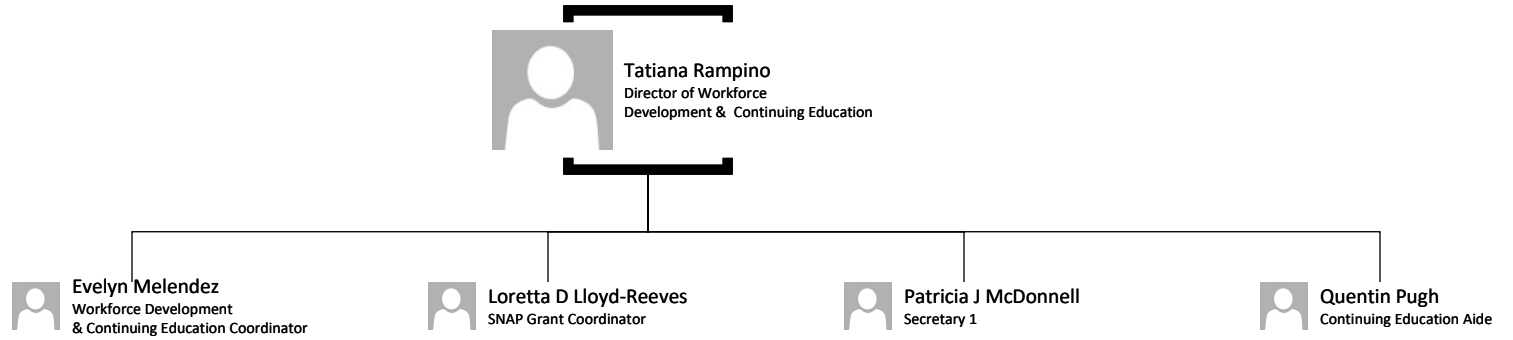 Tatiana Rampino
Director of Workforce
Development & Continuing Education
Evelyn Melendez
Workforce Development
& Continuing Education Coordinator
Loretta D Lloyd-Reeves
SNAP Grant Coordinator
Patricia J McDonnell
Secretary 1
Quentin Pugh
Continuing Education Aide